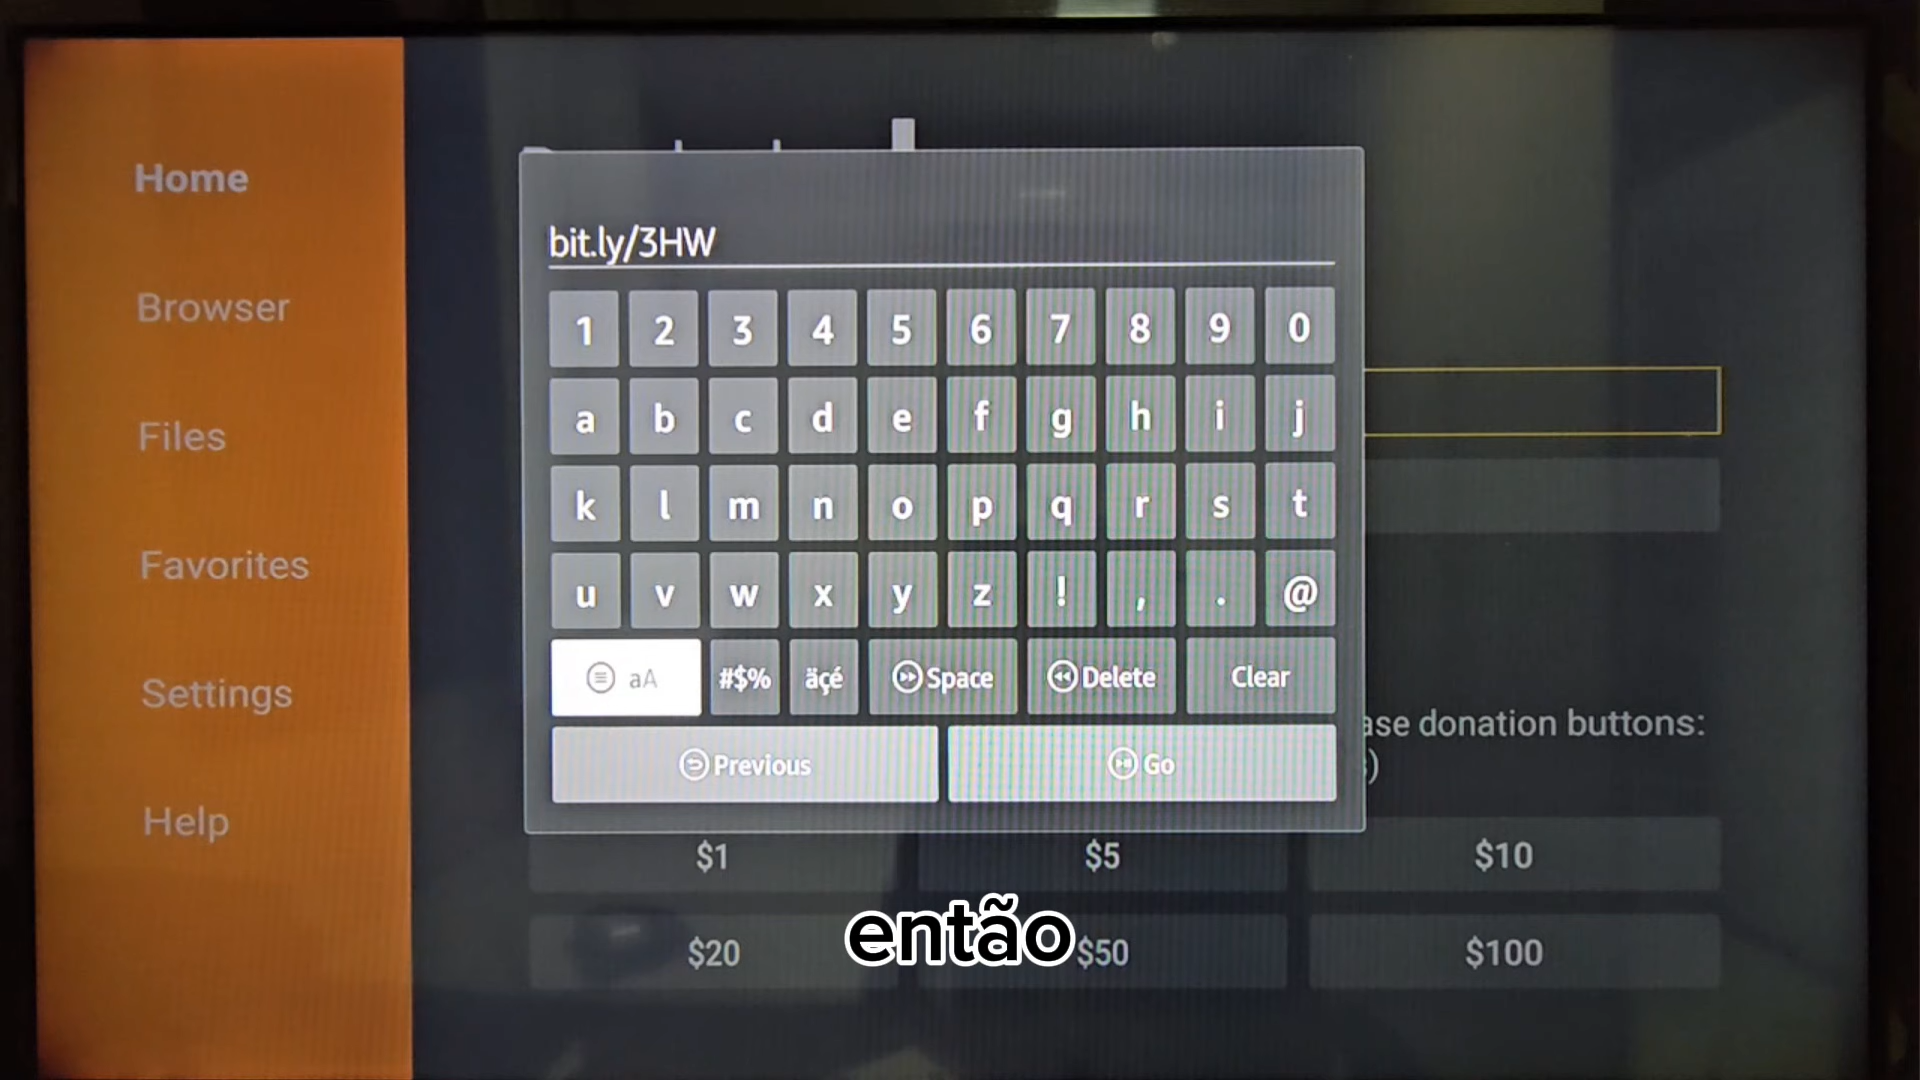 Home
Browser
Files
Favorites
Settings
Help
bit.ly/3HW
1 2 3 4 5 6 7 8 9 0
a b c d e f g h i j
k l m n o p q r s t
u v w x y z ! , . @
aA #$% äçé Space Delete Clear
Previous Go
donation buttons:
)
$1 $5 $10
$20 $50 $100
então